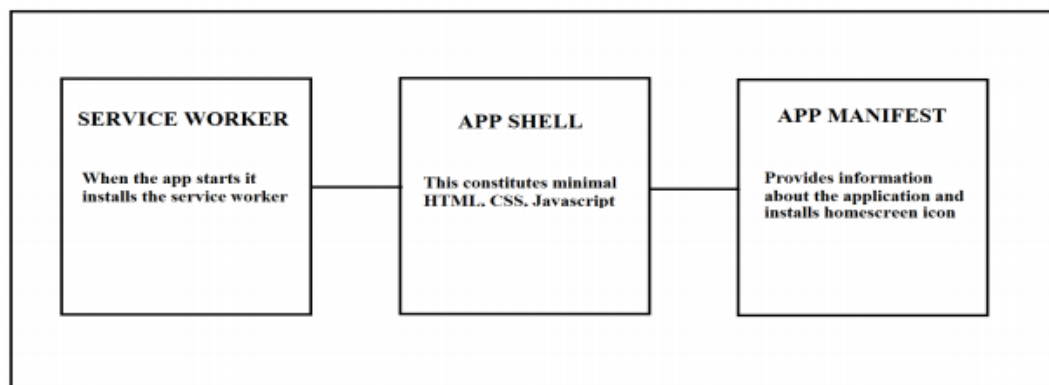 SERVICE WORKER
When the app starts it
installs the service worker
APP SHELL
This constitutes minimal
HTML. CSS. Javascript
APP MANIFEST
Provides information
about the application and
installs homescreen icon